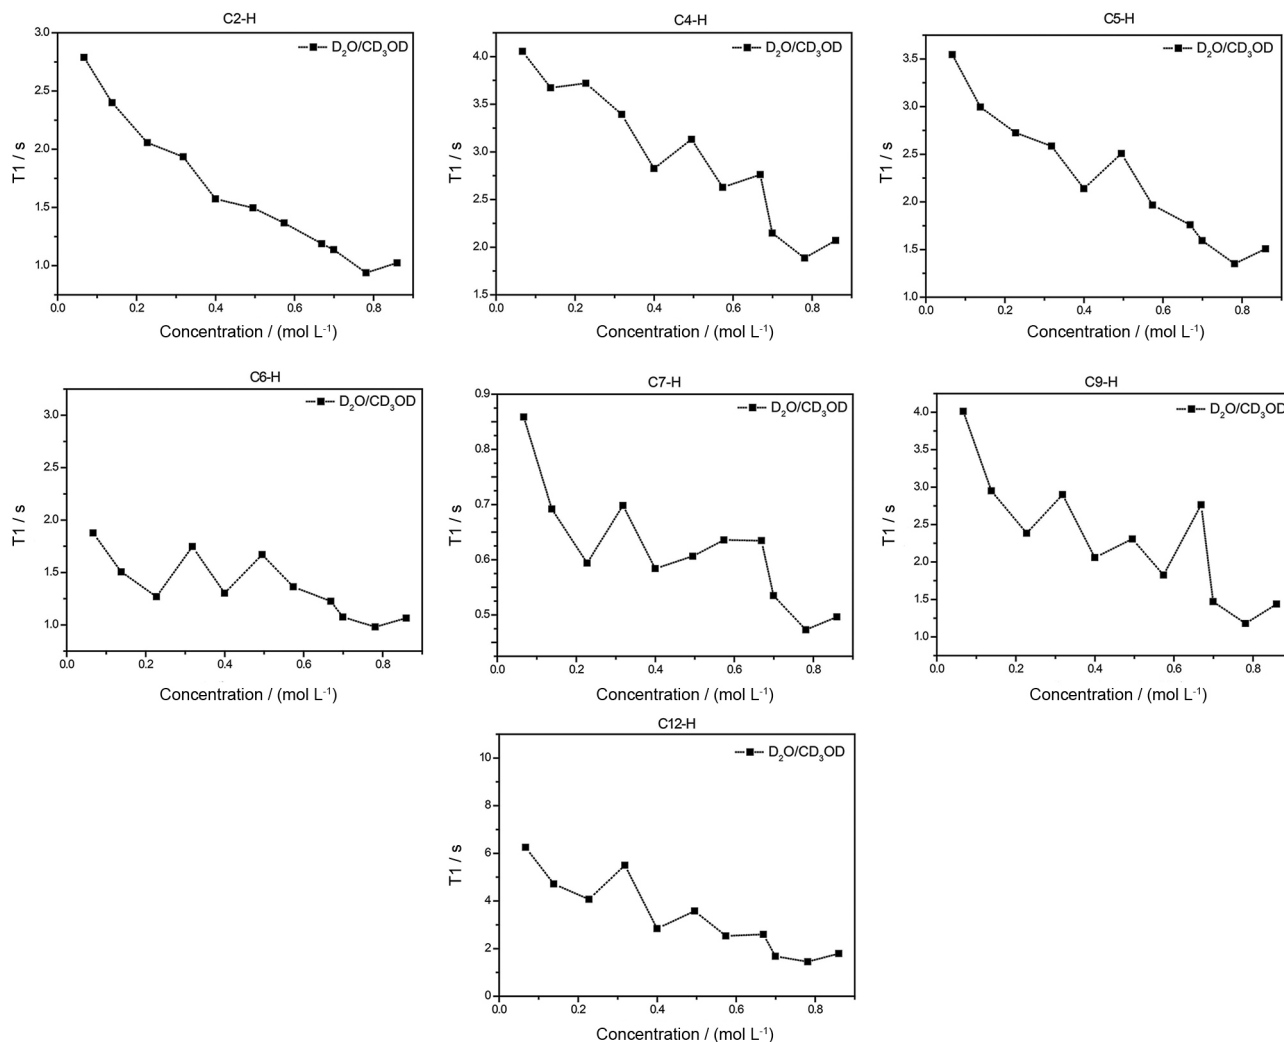 C2-H
D2O/CD3OD
3.0
2.5
2.0
1.5
1.0
T1 / s
0.0 0.2 0.4 0.6 0.8
Concentration / (mol L-1)
C4-H
D2O/CD3OD
4.0
3.5
3.0
2.5
2.0
1.5
T1 / s
0.0 0.2 0.4 0.6 0.8
Concentration / (mol L-1)
C5-H
D2O/CD3OD
3.5
3.0
2.5
2.0
1.5
1.0
T1 / s
0.0 0.2 0.4 0.6 0.8
Concentration / (mol L-1)
C6-H
D2O/CD3OD
3.0
2.5
2.0
1.5
1.0
T1 / s
0.0 0.2 0.4 0.6 0.8
Concentration / (mol L-1)
C7-H
D2O/CD3OD
0.9
0.8
0.7
0.6
0.5
T1 / s
0.0 0.2 0.4 0.6 0.8
Concentration / (mol L-1)
C9-H
D2O/CD3OD
4.0
3.0
2.5
2.0
1.5
1.0
T1 / s
0.0 0.2 0.4 0.6 0.8
Concentration / (mol L-1)
C12-H
D2O/CD3OD
10
8
6
4
2
0
T1 / s
0.0 0.2 0.4 0.6 0.8
Concentration / (mol L-1)